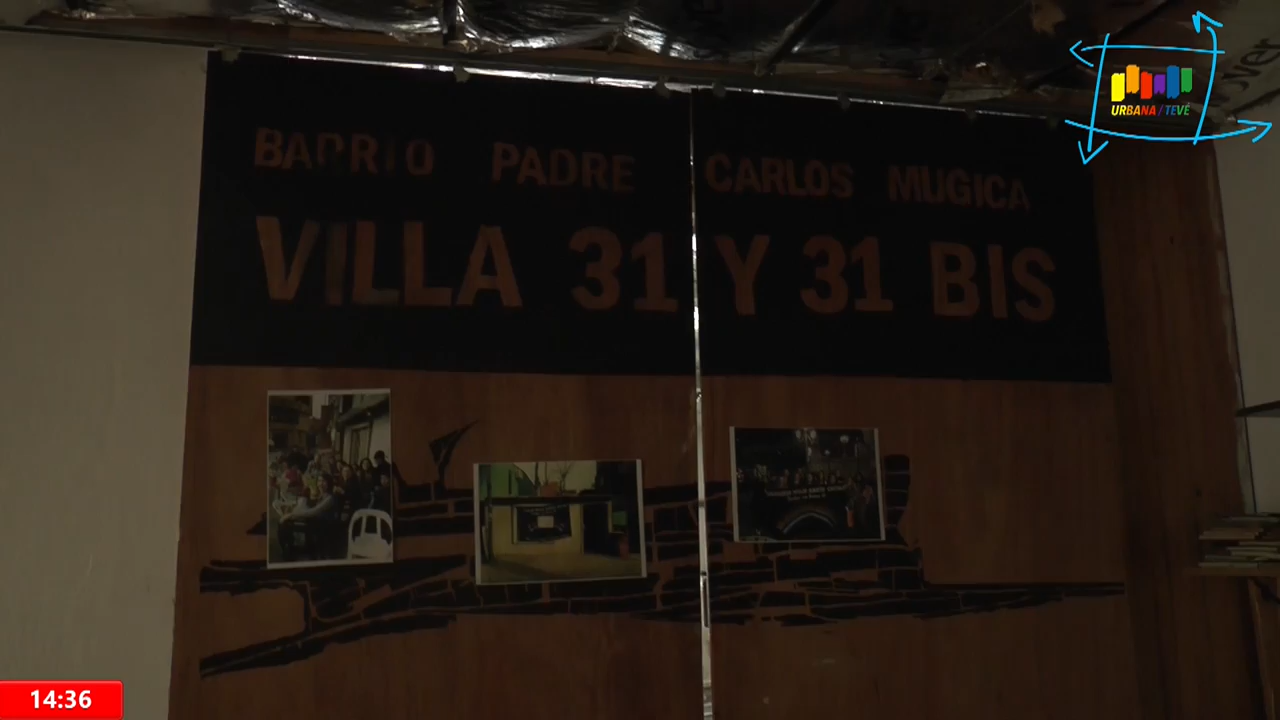 BARRIO PADRE CARLOS MUGICA
VILLA 31 Y 31 BIS
URBANA / TEVÉ
14:36